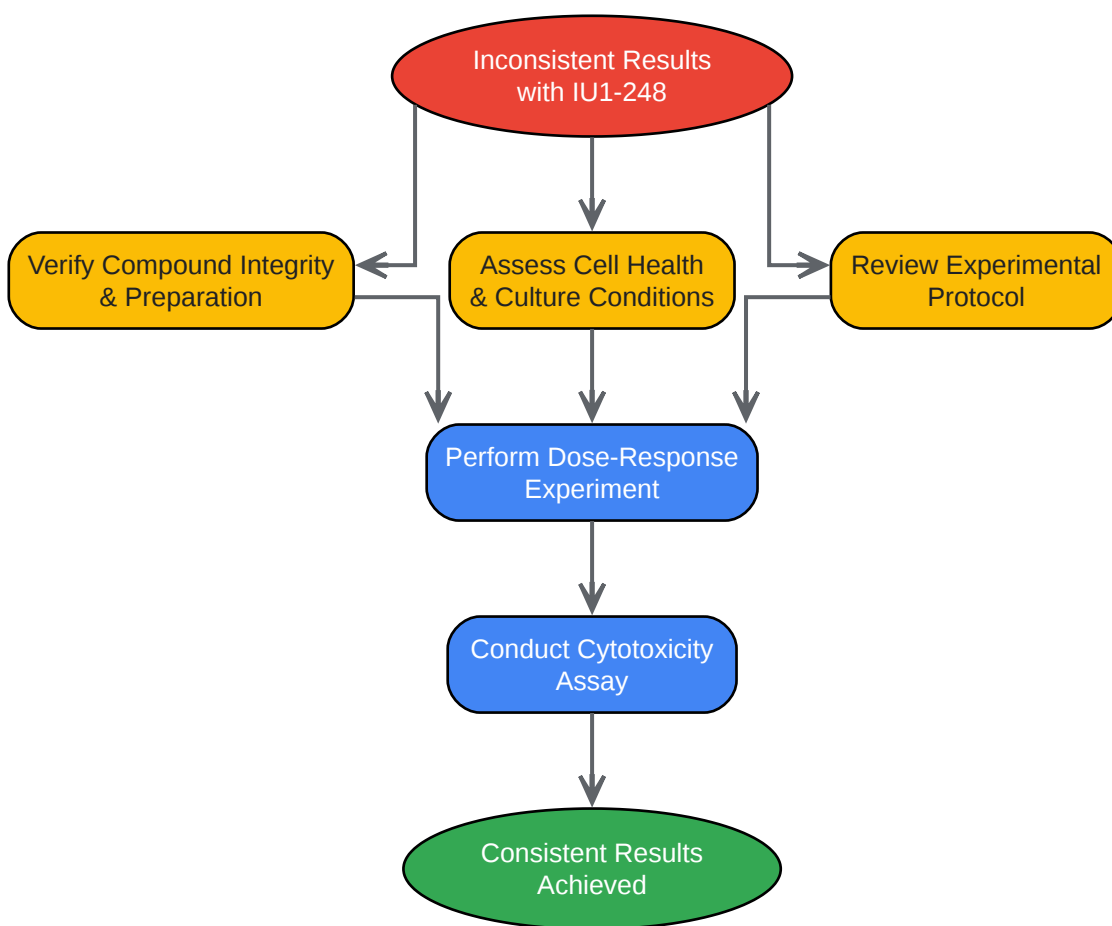 Inconsistent Results
with IU1-248
Verify Compound Integrity
& Preparation
Assess Cell Health
& Culture Conditions
Review Experimental
Protocol
Perform Dose-Response
Experiment
Conduct Cytotoxicity
Assay
Consistent Results
Achieved